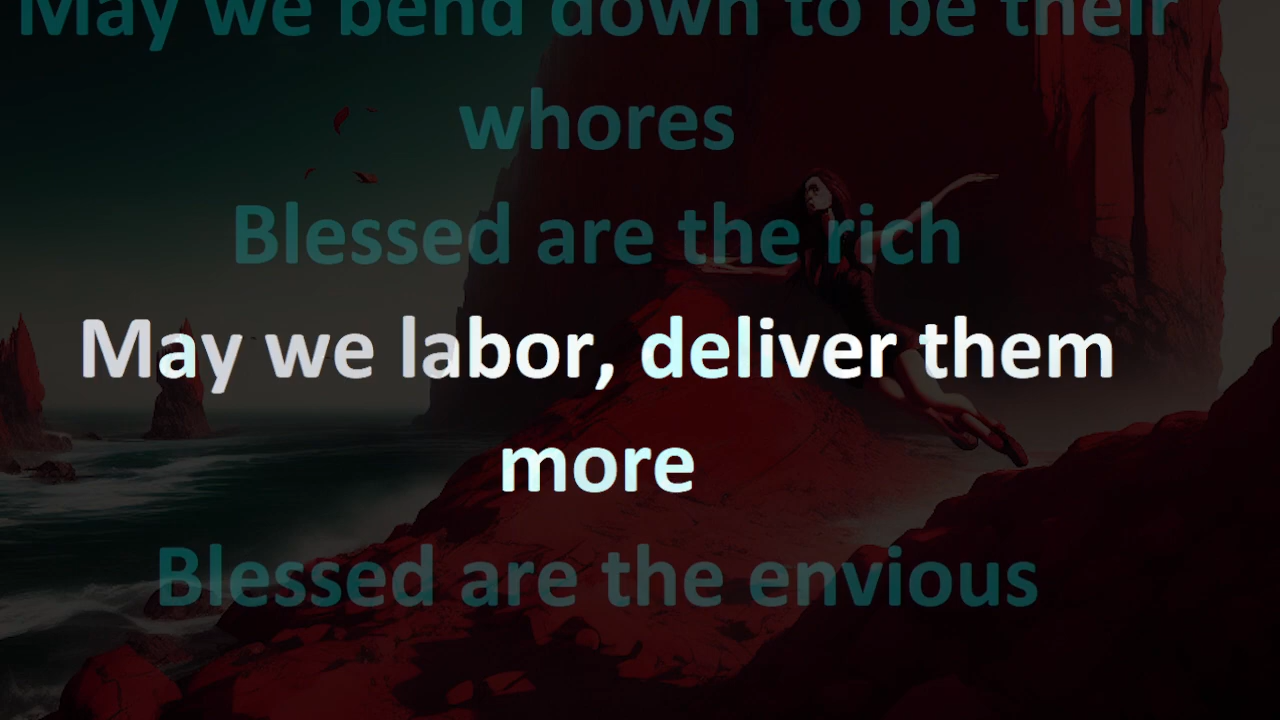 May we bend down to be their
whores
Blessed are the rich
May we labor, deliver them
more
Blessed are the envious